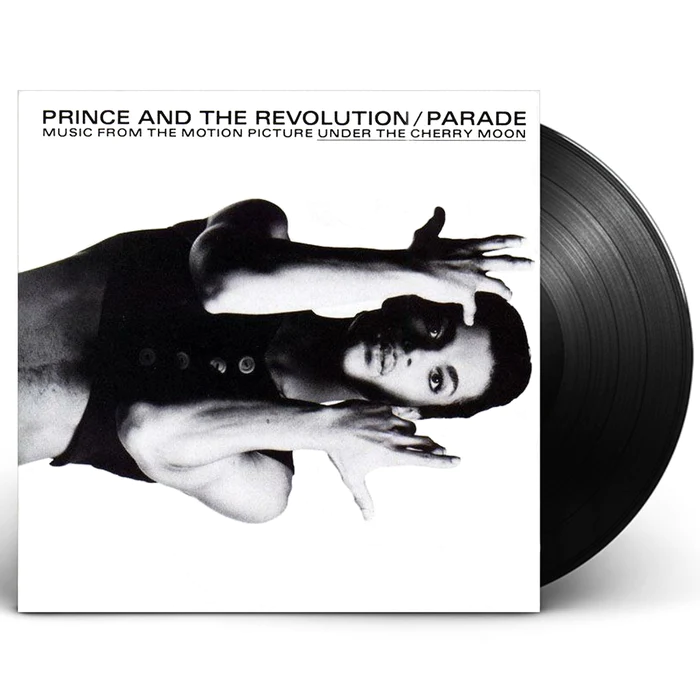 PRINCE AND THE REVOLUTION/PARADE
MUSIC FROM THE MOTION PICTURE UNDER THE CHERRY MOON